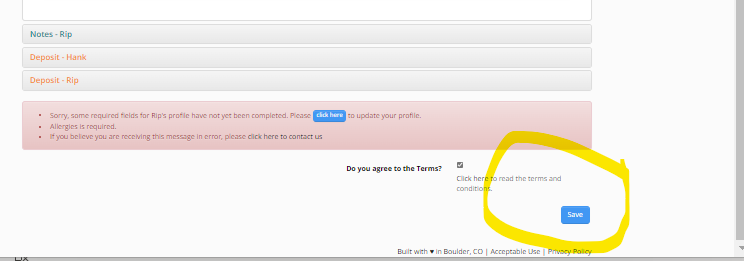 Notes - Rip
Deposit - Hank
Deposit - Rip
Sorry, some required fields for Rip's profile have not yet been completed. Please click here to update your profile.
Allergies is required.
If you believe you are receiving this message in error, please click here to contact us
Do you agree to the Terms?
Click here to read the terms and
conditions.
Save
Built with ♥ in Boulder, CO | Acceptable Use | Privacy Policy